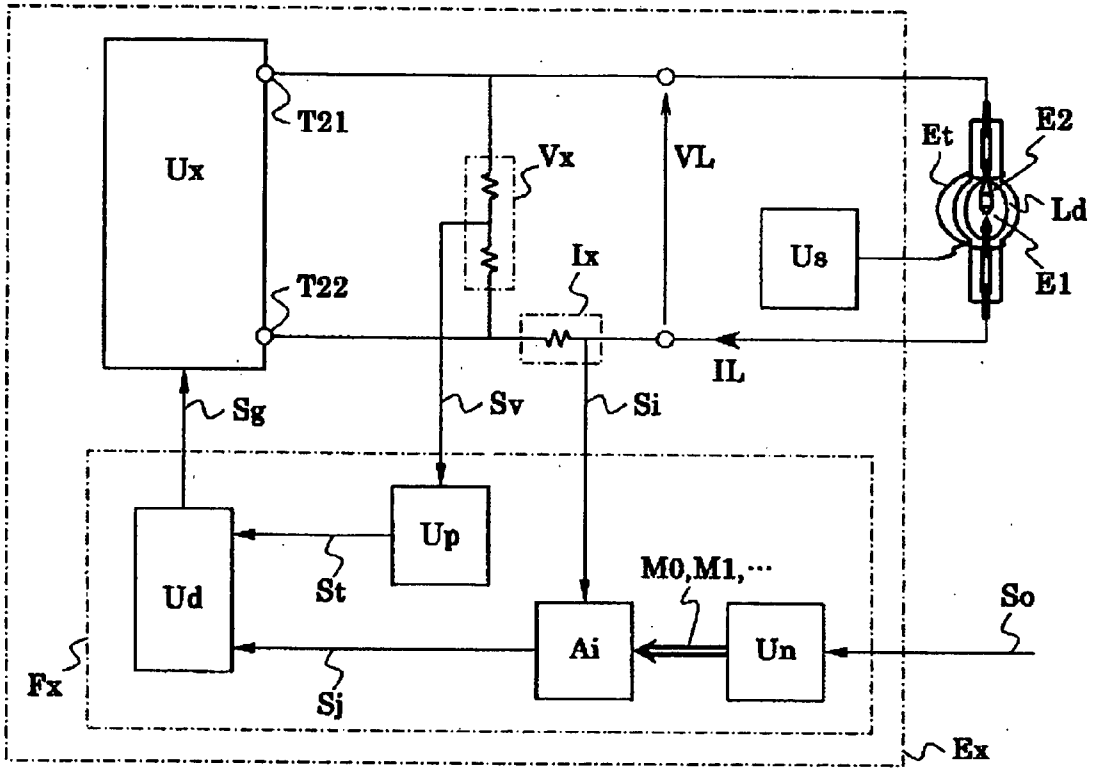 T21
Ux
Vx
VL
Et
E2
Ld
E1
Us
Ix
T22
IL
Sg
Sv
Si
Up
St
Ud
M0,M1,⋯
So
Ai
Un
Fx
Sj
Ex